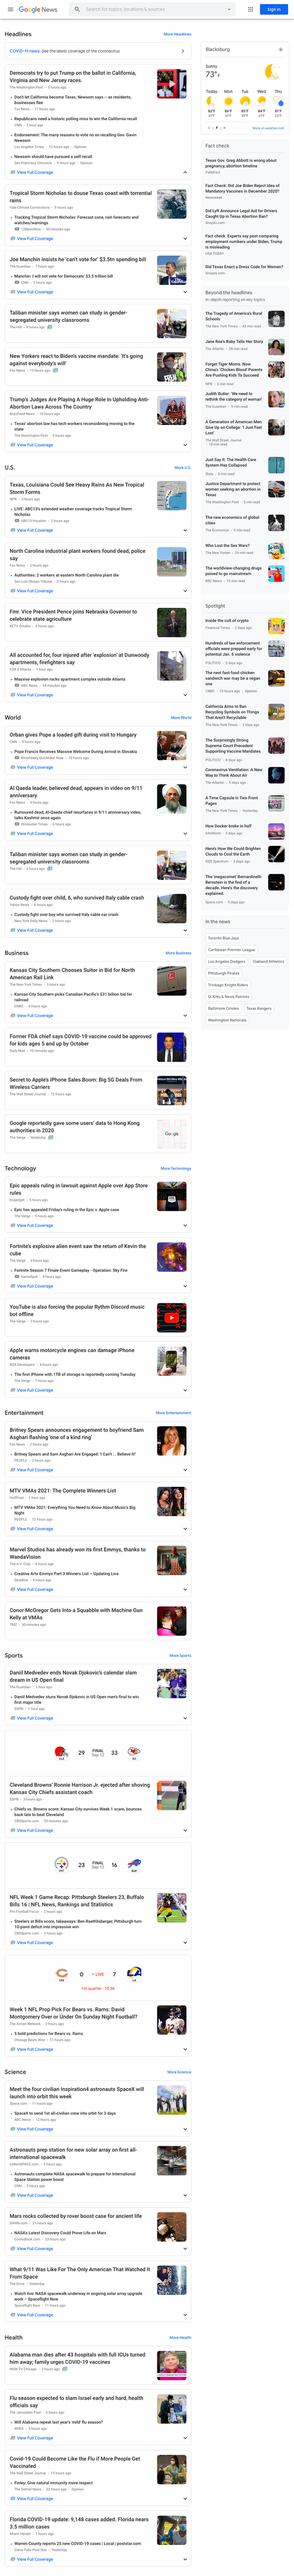 Google News
Search for topics, locations & sources
Sign in
Headlines
More Headlines
COVID-19 news: See the latest coverage of the coronavirus
Democrats try to put Trump on the ballot in California, Virginia and New Jersey races.
The Washington Post · 5 hours ago
Don't let California become Texas, Newsom says — as residents, businesses flee
Fox News · 17 hours ago
Republicans need a historic polling miss to win the California recall
CNN · 7 hours ago
Endorsement: The many reasons to vote no on recalling Gov. Gavin Newsom
Los Angeles Times · 10 hours ago · Opinion
Newsom should have pursued a self-recall
San Francisco Chronicle · 9 hours ago · Opinion
View Full Coverage
Tropical Storm Nicholas to douse Texas coast with torrential rains
Yale Climate Connections · 3 hours ago
Tracking Tropical Storm Nicholas: Forecast cone, rain forecasts and watches/warnings
View Full Coverage
Joe Manchin insists he 'can't vote for' $3.5tn spending bill
The Guardian · 7 hours ago
Manchin: I will not vote for Democrats' $3.5 trillion bill
CNN · 3 hours ago
View Full Coverage
Taliban minister says women can study in gender-segregated university classrooms
The Hill · 6 hours ago
New Yorkers react to Biden's vaccine mandate: 'It's going against everybody's will'
Fox News · 13 hours ago
Trump's Judges Are Playing A Huge Role In Upholding Anti-Abortion Laws Across The Country
BuzzFeed News · 10 hours ago
Texas' abortion law has tech workers reconsidering moving to the state
The Washington Post · 5 hours ago
View Full Coverage
U.S.
More U.S.
Texas, Louisiana Could See Heavy Rains As New Tropical Storm Forms
NPR · 5 hours ago
LIVE: ABC13's extended weather coverage tracks Tropical Storm Nicholas
ABC13 Houston · 2 hours ago
View Full Coverage
North Carolina industrial plant workers found dead, police say
Fox News · 2 hours ago
Authorities: 2 workers at eastern North Carolina plant die
San Luis Obispo Tribune · 2 hours ago
View Full Coverage
Fmr. Vice President Pence joins Nebraska Governor to celebrate state agriculture
KETV Omaha · 4 hours ago
All accounted for, four injured after 'explosion' at Dunwoody apartments, firefighters say
FOX 5 Atlanta · 1 hour ago
Massive explosion rocks apartment complex outside Atlanta
NBC News · 54 minutes ago
View Full Coverage
World
More World
Orban gives Pope a loaded gift during visit to Hungary
CNN · 6 hours ago
Pope Francis Receives Massive Welcome During Arrival in Slovakia
Bloomberg Quicktake: Now · 10 hours ago
View Full Coverage
Al Qaeda leader, believed dead, appears in video on 9/11 anniversary
Fox News · 4 hours ago
Rumoured dead, Al-Qaeda chief resurfaces in 9/11 anniversary video, talks Kashmir once again
Hindustan Times · 6 hours ago
View Full Coverage
Taliban minister says women can study in gender-segregated university classrooms
The Hill · 6 hours ago
Custody fight over child, 6, who survived Italy cable crash
Yahoo News · 6 hours ago
Custody fight over boy who survived Italy cable car crash
New York Daily News · 3 hours ago
View Full Coverage
Business
More Business
Kansas City Southern Chooses Suitor in Bid for North American Rail Link
The New York Times · 3 hours ago
Kansas City Southern picks Canadian Pacific's $31 billion bid for railroad
CNBC · 3 hours ago
View Full Coverage
Former FDA chief says COVID-19 vaccine could be approved for kids ages 5 and up by October
Daily Mail · 10 minutes ago
Secret to Apple's iPhone Sales Boom: Big 5G Deals From Wireless Carriers
The Wall Street Journal · 12 hours ago
Google reportedly gave some users' data to Hong Kong authorities in 2020
The Verge · Yesterday
Technology
More Technology
Epic appeals ruling in lawsuit against Apple over App Store rules
Engadget · 5 hours ago
Epic has appealed Friday's ruling in the Epic v. Apple case
The Verge · 5 hours ago
View Full Coverage
Fortnite's explosive alien event saw the return of Kevin the cube
The Verge · 3 hours ago
Fortnite Season 7 Finale Event Gameplay - Operation: Sky Fire
GameSpot · 4 hours ago
View Full Coverage
YouTube is also forcing the popular Rythm Discord music bot offline
The Verge · 3 hours ago
Apple warns motorcycle engines can damage iPhone cameras
XDA Developers · 4 hours ago
The first iPhone with 1TB of storage is reportedly coming Tuesday
The Verge · 7 hours ago
View Full Coverage
Entertainment
More Entertainment
Britney Spears announces engagement to boyfriend Sam Asghari flashing 'one of a kind ring'
Fox News · 2 hours ago
Britney Spears and Sam Asghari Are Engaged: 'I Can't ... Believe It!'
PEOPLE · 2 hours ago
View Full Coverage
MTV VMAs 2021: The Complete Winners List
HuffPost · 1 hour ago
MTV VMAs 2021: Everything You Need to Know About Music's Big Night
PEOPLE · 12 hours ago
View Full Coverage
Marvel Studios has already won its first Emmys, thanks to WandaVision
The A.V. Club · 6 hours ago
Creative Arts Emmys Part 3 Winners List – Updating Live
Deadline · 4 hours ago
View Full Coverage
Conor McGregor Gets Into a Squabble with Machine Gun Kelly at VMAs
TMZ · 50 minutes ago
Sports
More Sports
Daniil Medvedev ends Novak Djokovic's calendar slam dream in US Open final
The Guardian · 5 hours ago
Daniil Medvedev stuns Novak Djokovic in US Open men's final to win first major title
ESPN · 1 hour ago
View Full Coverage
CLE
29
FINAL
Sep 12
33
KC
Cleveland Browns' Ronnie Harrison Jr. ejected after shoving Kansas City Chiefs assistant coach
ESPN · 3 hours ago
Chiefs vs. Browns score: Kansas City survives Week 1 scare, bounces back late to beat Cleveland
CBSSports.com · 20 minutes ago
View Full Coverage
PIT
23
FINAL
Sep 12
16
BUF
NFL Week 1 Game Recap: Pittsburgh Steelers 23, Buffalo Bills 16 | NFL News, Rankings and Statistics
Pro Football Focus · 2 hours ago
Steelers at Bills score, takeaways: Ben Roethlisberger, Pittsburgh turn 10-point deficit into impressive win
CBSSports.com · 3 hours ago
View Full Coverage
CHI
0
LIVE
7
LA
1st quarter - 10:56
Week 1 NFL Prop Pick For Bears vs. Rams: David Montgomery Over or Under On Sunday Night Football?
The Action Network · 3 hours ago
5 bold predictions for Bears vs. Rams
Chicago Bears Wire · 11 hours ago
View Full Coverage
Science
More Science
Meet the four civilian Inspiration4 astronauts SpaceX will launch into orbit this week
Space.com · 11 hours ago
SpaceX to send 1st all-civilian crew into orbit for 3 days
ABC News · 12 hours ago
View Full Coverage
Astronauts prep station for new solar array on first all-international spacewalk
collectSPACE.com · 5 hours ago
Astronauts complete NASA spacewalk to prepare for International Space Station power boost
CNN · 9 hours ago
View Full Coverage
Mars rocks collected by rover boost case for ancient life
DAWN.com · 21 hours ago
NASA's Latest Discovery Could Prove Life on Mars
View Full Coverage
What 9/11 Was Like For The Only American That Watched It From Space
The Drive · Yesterday
Watch live: NASA spacewalk underway in ongoing solar array upgrade work – Spaceflight Now
Spaceflight Now · 11 hours ago
View Full Coverage
Health
More Health
Alabama man dies after 43 hospitals with full ICUs turned him away; family urges COVID-19 vaccines
WGN TV Chicago · 2 hours ago
Flu season expected to slam Israel early and hard, health officials say
The Jerusalem Post · 6 hours ago
Will Alabama repeat last year's 'mild' flu season?
View Full Coverage
Covid-19 Could Become Like the Flu if More People Get Vaccinated
The Wall Street Journal · 15 hours ago
Finley: Give natural immunity more respect
The Detroit News · 22 hours ago · Opinion
View Full Coverage
Florida COVID-19 update: 9,148 cases added. Florida nears 3.5 million cases
Miami Herald · 7 hours ago
Warren County reports 25 new COVID-19 cases | Local | poststar.com
Glens Falls Post-Star · Yesterday
View Full Coverage
Blacksburg
Sunny
73°F
Today
Mon
Tue
Wed
Thu
C | F | K
More on weather.com
Fact check
Texas Gov. Greg Abbott is wrong about pregnancy, abortion timeline
PolitiFact
Fact Check: Did Joe Biden Reject Idea of Mandatory Vaccines in December 2020?
Newsweek
Did Lyft Announce Legal Aid for Drivers Caught Up in Texas Abortion Ban?
Snopes.com
Fact check: Experts say post comparing employment numbers under Biden, Trump is misleading
USA TODAY
Did Texas Enact a Dress Code for Women?
Snopes.com
Beyond the headlines
In-depth reporting on key topics
The Tragedy of America's Rural Schools
The New York Times · 45 min read
Jana Rae's Baby Tells Her Story
The Atlantic
Forget Tiger Moms. Now China's 'Chicken Blood' Parents Are Pushing Kids To Succeed
NPR · 6 min read
Judith Butler: 'We need to rethink the category of woman'
The Guardian · 9 min read
A Generation of American Men Give Up on College: 'I Just Feel Lost'
The Wall Street Journal
Just Say It: The Health Care System Has Collapsed
Slate · 6 min read
Justice Department to protect women seeking an abortion in Texas
The Washington Post · 5 min read
The new economics of global cities
The Economist · 5 min read
Who Lost the Sex Wars?
The New Yorker · 25 min read
The worldwide-changing drugs poised to go mainstream
BBC News · 13 min read
Spotlight
Inside the cult of crypto
Financial Times · 2 days ago
Hundreds of law enforcement officials were prepped early for potential Jan. 6 violence
POLITICO · 3 days ago
The next fast-food chicken sandwich war may be a vegan one
CNBC · 10 hours ago · Opinion
California Aims to Ban Recycling Symbols on Things That Aren't Recyclable
The New York Times · 3 days ago
The Surprisingly Strong Supreme Court Precedent Supporting Vaccine Mandates
POLITICO · 4 days ago
Coronavirus Ventilation: A New Way to Think About Air
The Atlantic · 4 days ago
A Time Capsule in Two Front Pages
The New York Times · Yesterday
How Docker broke in half
InfoWorld · 5 days ago
Here's How We Could Brighten Clouds to Cool the Earth
IEEE Spectrum · 3 days ago
The 'megacomet' Bernardinelli-Bernstein is the find of a decade. Here's the discovery explained.
Space.com · 3 days ago
In the news
Toronto Blue Jays
Caribbean Premier League
Los Angeles Dodgers
Oakland Athletics
Pittsburgh Pirates
Trinbago Knight Riders
St Kitts & Nevis Patriots
Baltimore Orioles
Texas Rangers
Washington Nationals